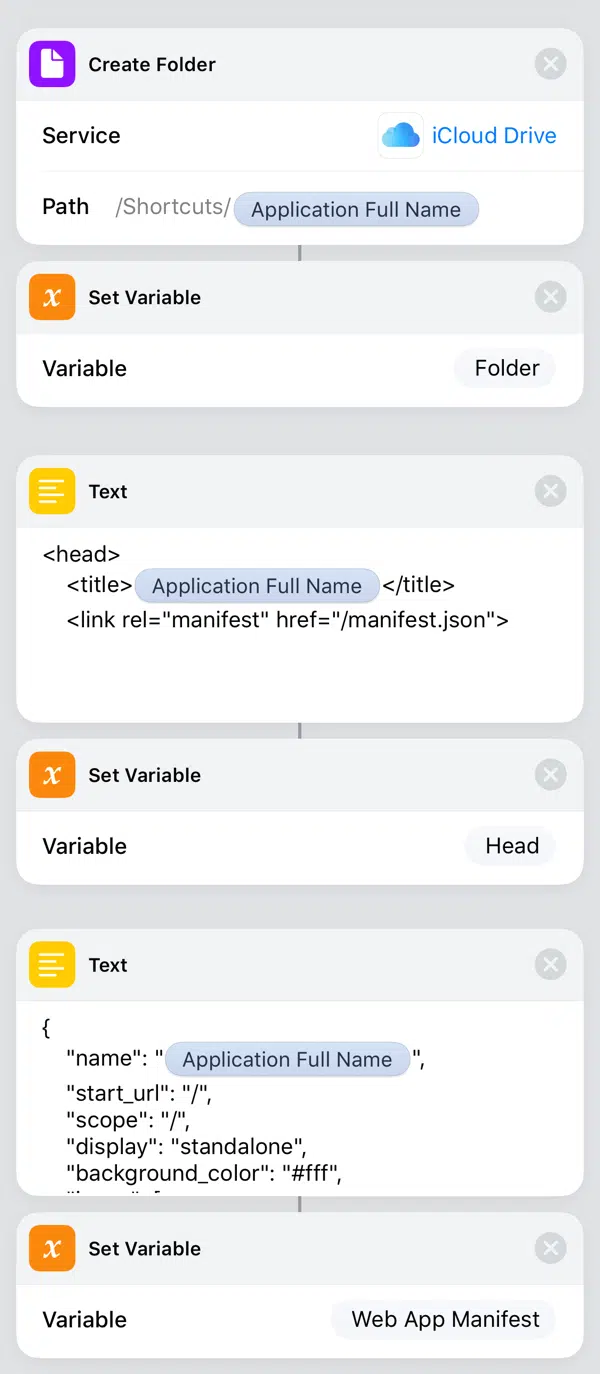 Create Folder
Service iCloud Drive
Path /Shortcuts/ Application Full Name
x Set Variable
Variable Folder
Text
<head>
<title> Application Full Name </title>
<link rel="manifest" href="/manifest.json">
x Set Variable
Variable Head
Text
{
"name": " Application Full Name ",
"start_url": "/",
"scope": "/",
"display": "standalone",
"background_color": "#fff",
x Set Variable
Variable Web App Manifest